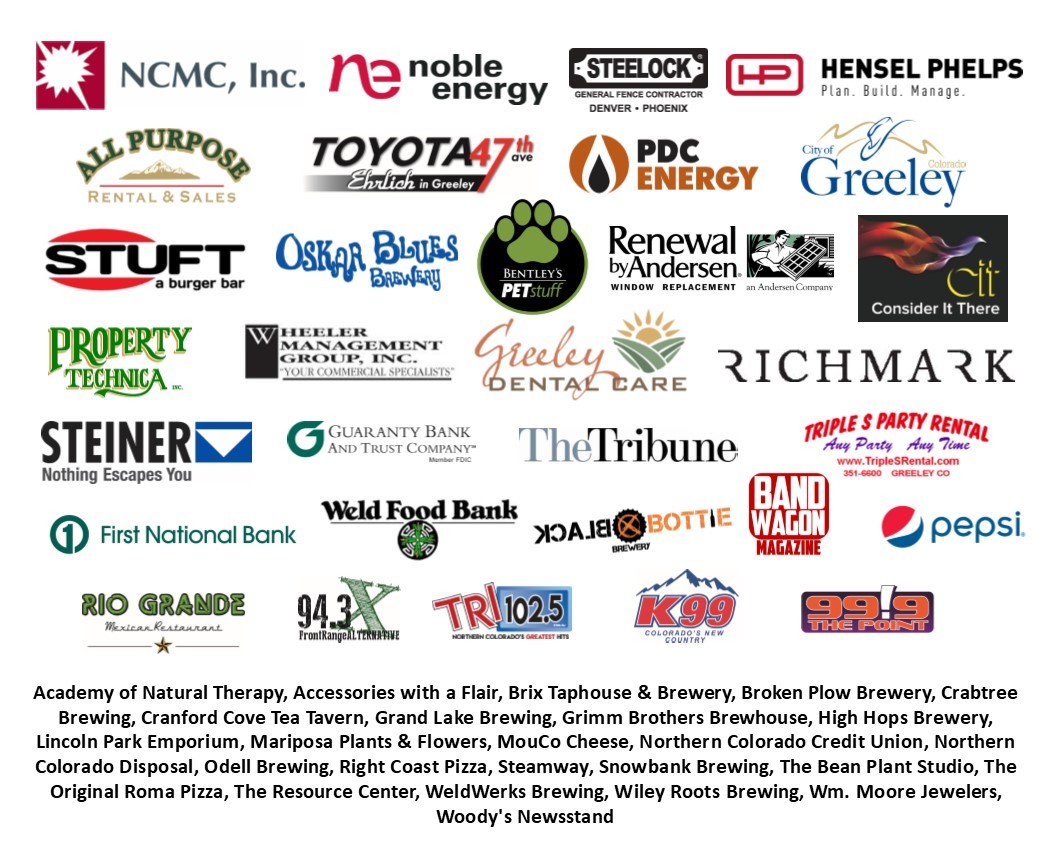 NCMC, Inc.
ne noble energy
STEELOCK
GENERAL FENCE CONTRACTOR
DENVER • PHOENIX
HP HENSEL PHELPS
Plan. Build. Manage.
ALL PURPOSE
RENTAL & SALES
TOYOTA 47th ave
Ehrlich in Greeley
PDC
ENERGY
City of
Greeley
Colorado
STUFT
a burger bar
OSKAR BLUES
BREWERY
BENTLEY'S
PETstuff
Renewal
byAndersen®
WINDOW REPLACEMENT an Andersen Company
ctt
Consider It There
PROPERTY
TECHNICA INC.
WHEELER
MANAGEMENT
GROUP, INC.
"YOUR COMMERCIAL SPECIALISTS"
Greeley
DENTAL CARE
RICHMARK
STEINER
Nothing Escapes You
G GUARANTY BANK
AND TRUST COMPANY™
Member FDIC
TheTribune
TRIPLE S PARTY RENTAL
Any Party Any Time
www.TripleSRental.com
351-6600 GREELEY CO
1 First National Bank
Weld Food Bank
BLACK BOTTlE
BREWERY
BAND
WAGON
MAGAZINE
pepsi
RIO GRANDE
Mexican Restaurant
94.3 X
FrontRangeALTERNATIVE
TRI 102.5
NORTHERN COLORADO'S GREATEST HITS
K99
COLORADO'S NEW
COUNTRY
99!9
THE POINT
Academy of Natural Therapy, Accessories with a Flair, Brix Taphouse & Brewery, Broken Plow Brewery, Crabtree
Brewing, Cranford Cove Tea Tavern, Grand Lake Brewing, Grimm Brothers Brewhouse, High Hops Brewery,
Lincoln Park Emporium, Mariposa Plants & Flowers, MouCo Cheese, Northern Colorado Credit Union, Northern
Colorado Disposal, Odell Brewing, Right Coast Pizza, Steamway, Snowbank Brewing, The Bean Plant Studio, The
Original Roma Pizza, The Resource Center, WeldWerks Brewing, Wiley Roots Brewing, Wm. Moore Jewelers,
Woody's Newsstand